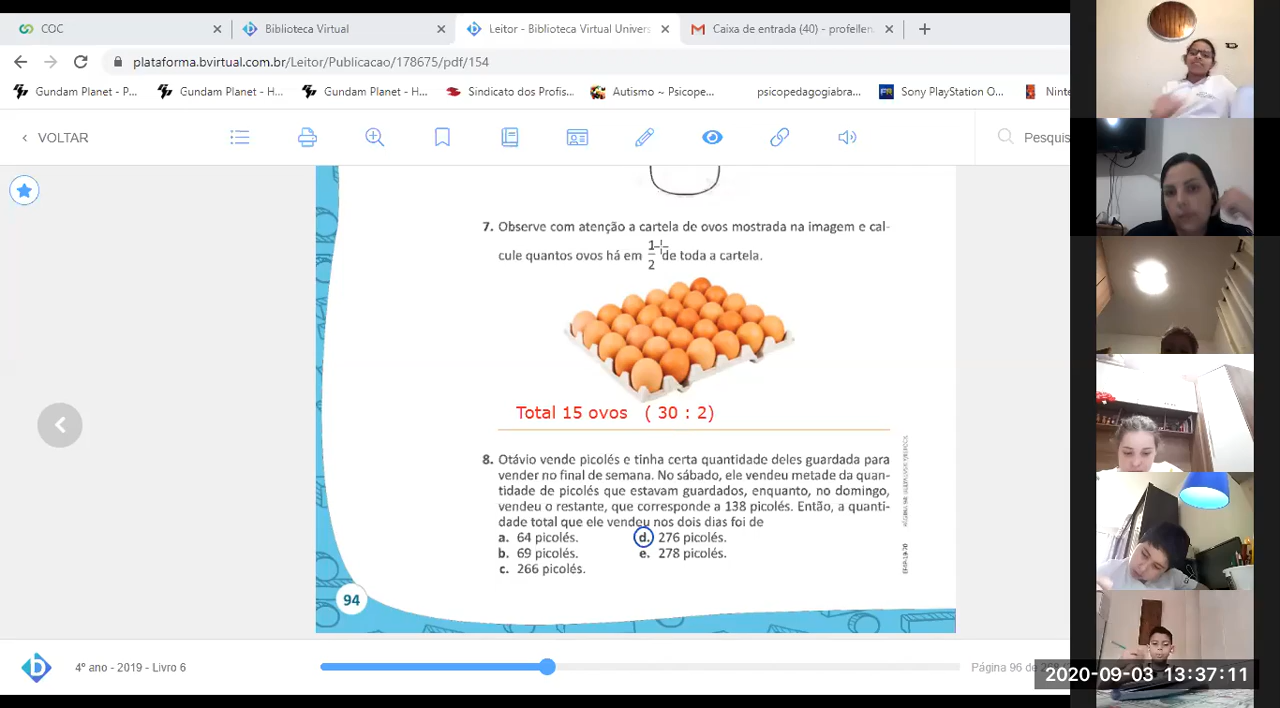 COC
Biblioteca Virtual
Leitor - Biblioteca Virtual Univers
Caixa de entrada (40) - profellen.
plataforma.bvirtual.com.br/Leitor/Publicacao/178675/pdf/154
Gundam Planet - P...
Gundam Planet - H...
Gundam Planet - H...
Sindicato dos Profis...
Autismo ~ Psicope...
psicopedagogiabra...
Sony PlayStation O...
Ninte
VOLTAR
Pesquis
7. Observe com atenção a cartela de ovos mostrada na imagem e cal-
cule quantos ovos há em 1/2 de toda a cartela.
Total 15 ovos ( 30 : 2)
8. Otávio vende picolés e tinha certa quantidade deles guardada para
vender no final de semana. No sábado, ele vendeu metade da quan-
tidade de picolés que estavam guardados, enquanto, no domingo,
vendeu o restante, que corresponde a 138 picolés. Então, a quanti-
dade total que ele vendeu nos dois dias foi de
a. 64 picolés. d. 276 picolés.
b. 69 picolés. e. 278 picolés.
c. 266 picolés.
94
4º ano - 2019 - Livro 6
Página 96 de
2020-09-03 13:37:11